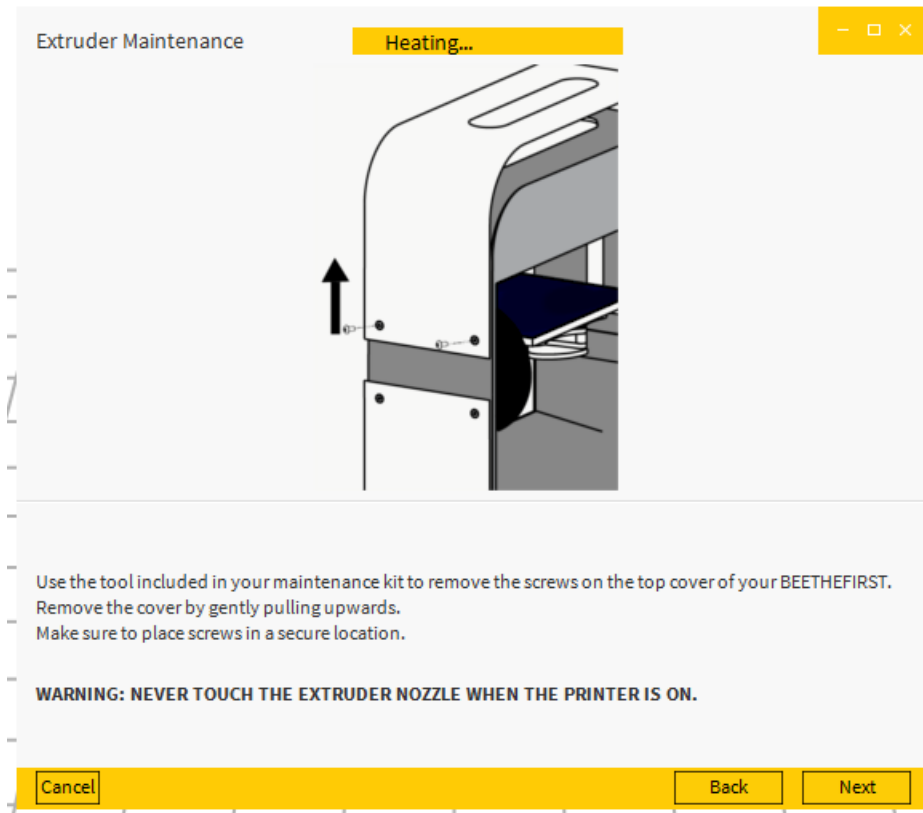 Extruder Maintenance
Heating...
Use the tool included in your maintenance kit to remove the screws on the top cover of your BEETHEFIRST.
Remove the cover by gently pulling upwards.
Make sure to place screws in a secure location.
WARNING: NEVER TOUCH THE EXTRUDER NOZZLE WHEN THE PRINTER IS ON.
Cancel
Back
Next